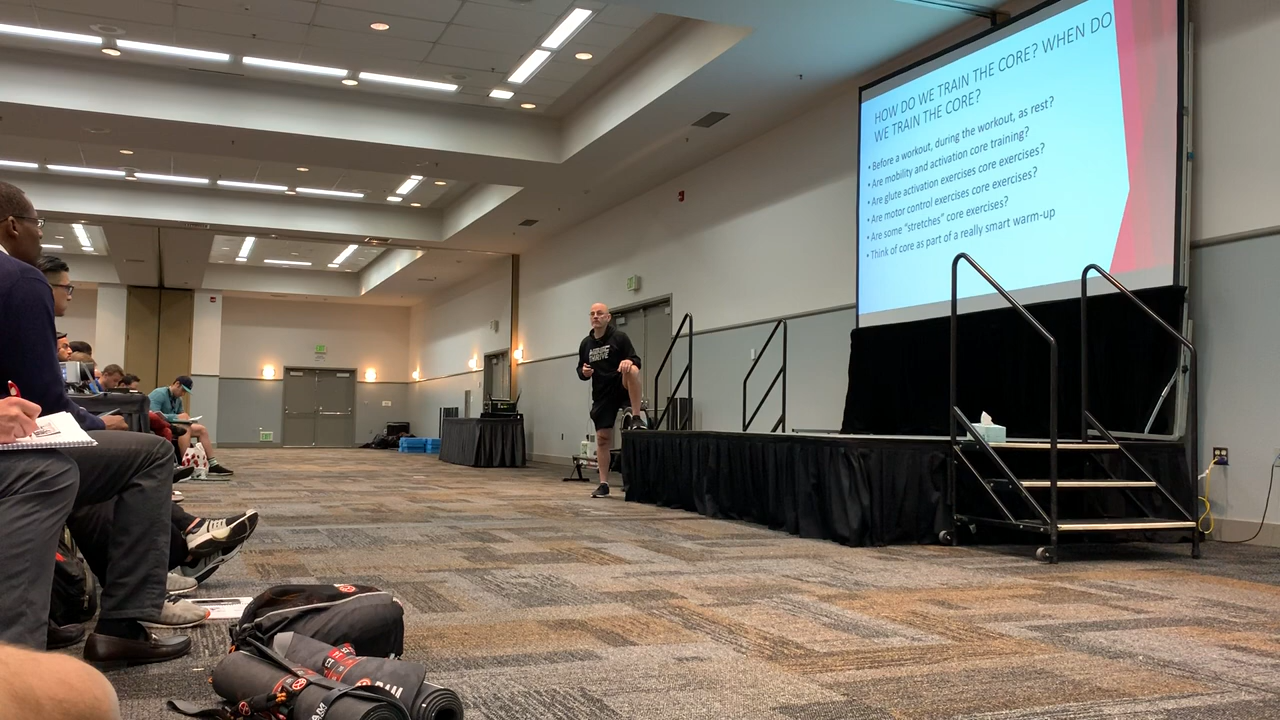 HOW DO WE TRAIN THE CORE? WHEN DO
WE TRAIN THE CORE?
• Before a workout, during the workout, as rest?
• Are mobility and activation core training?
• Are glute activation exercises core exercises?
• Are motor control exercises core exercises?
• Are some "stretches" core exercises?
• Think of core as part of a really smart warm-up
THRIVE